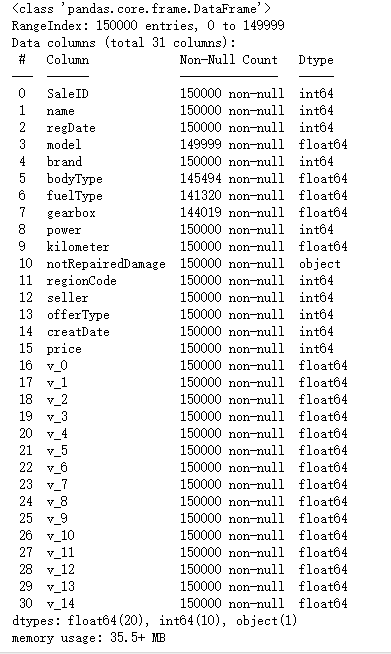 <class 'pandas.core.frame.DataFrame'>
RangeIndex: 150000 entries, 0 to 149999
Data columns (total 31 columns):
 #   Column             Non-Null Count   Dtype
---  ------             --------------   -----
 0   SaleID             150000 non-null  int64
 1   name               150000 non-null  int64
 2   regDate            150000 non-null  int64
 3   model              149999 non-null  float64
 4   brand              150000 non-null  int64
 5   bodyType           145494 non-null  float64
 6   fuelType           141320 non-null  float64
 7   gearbox            144019 non-null  float64
 8   power              150000 non-null  int64
 9   kilometer          150000 non-null  float64
 10  notRepairedDamage  150000 non-null  object
 11  regionCode         150000 non-null  int64
 12  seller             150000 non-null  int64
 13  offerType          150000 non-null  int64
 14  creatDate          150000 non-null  int64
 15  price              150000 non-null  int64
 16  v_0                150000 non-null  float64
 17  v_1                150000 non-null  float64
 18  v_2                150000 non-null  float64
 19  v_3                150000 non-null  float64
 20  v_4                150000 non-null  float64
 21  v_5                150000 non-null  float64
 22  v_6                150000 non-null  float64
 23  v_7                150000 non-null  float64
 24  v_8                150000 non-null  float64
 25  v_9                150000 non-null  float64
 26  v_10               150000 non-null  float64
 27  v_11               150000 non-null  float64
 28  v_12               150000 non-null  float64
 29  v_13               150000 non-null  float64
 30  v_14               150000 non-null  float64
dtypes: float64(20), int64(10), object(1)
memory usage: 35.5+ MB